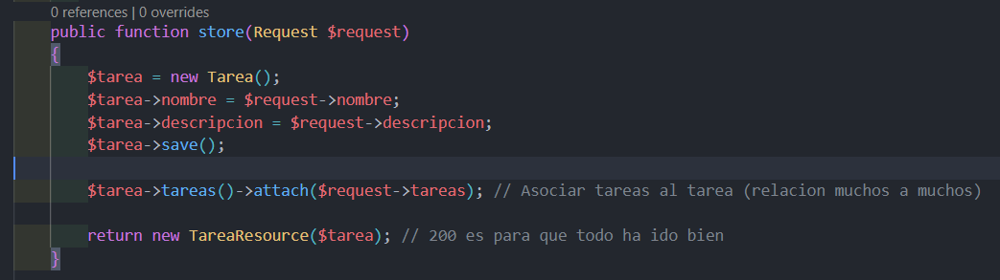 0 references | 0 overrides
public function store(Request $request)
{
$tarea = new Tarea();
$tarea->nombre = $request->nombre;
$tarea->descripcion = $request->descripcion;
$tarea->save();
$tarea->tareas()->attach($request->tareas); // Asociar tareas al tarea (relacion muchos a muchos)
return new TareaResource($tarea); // 200 es para que todo ha ido bien
}